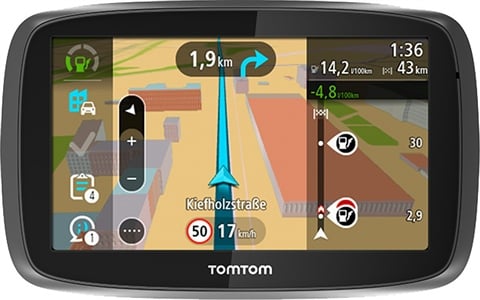 1,9 km
1:36
14,2 l/100km
43 km
-4,8 l/100km
+
30
−
4
Kiefholzstraße
2,9
1
50
17 km/h
TOMTOM